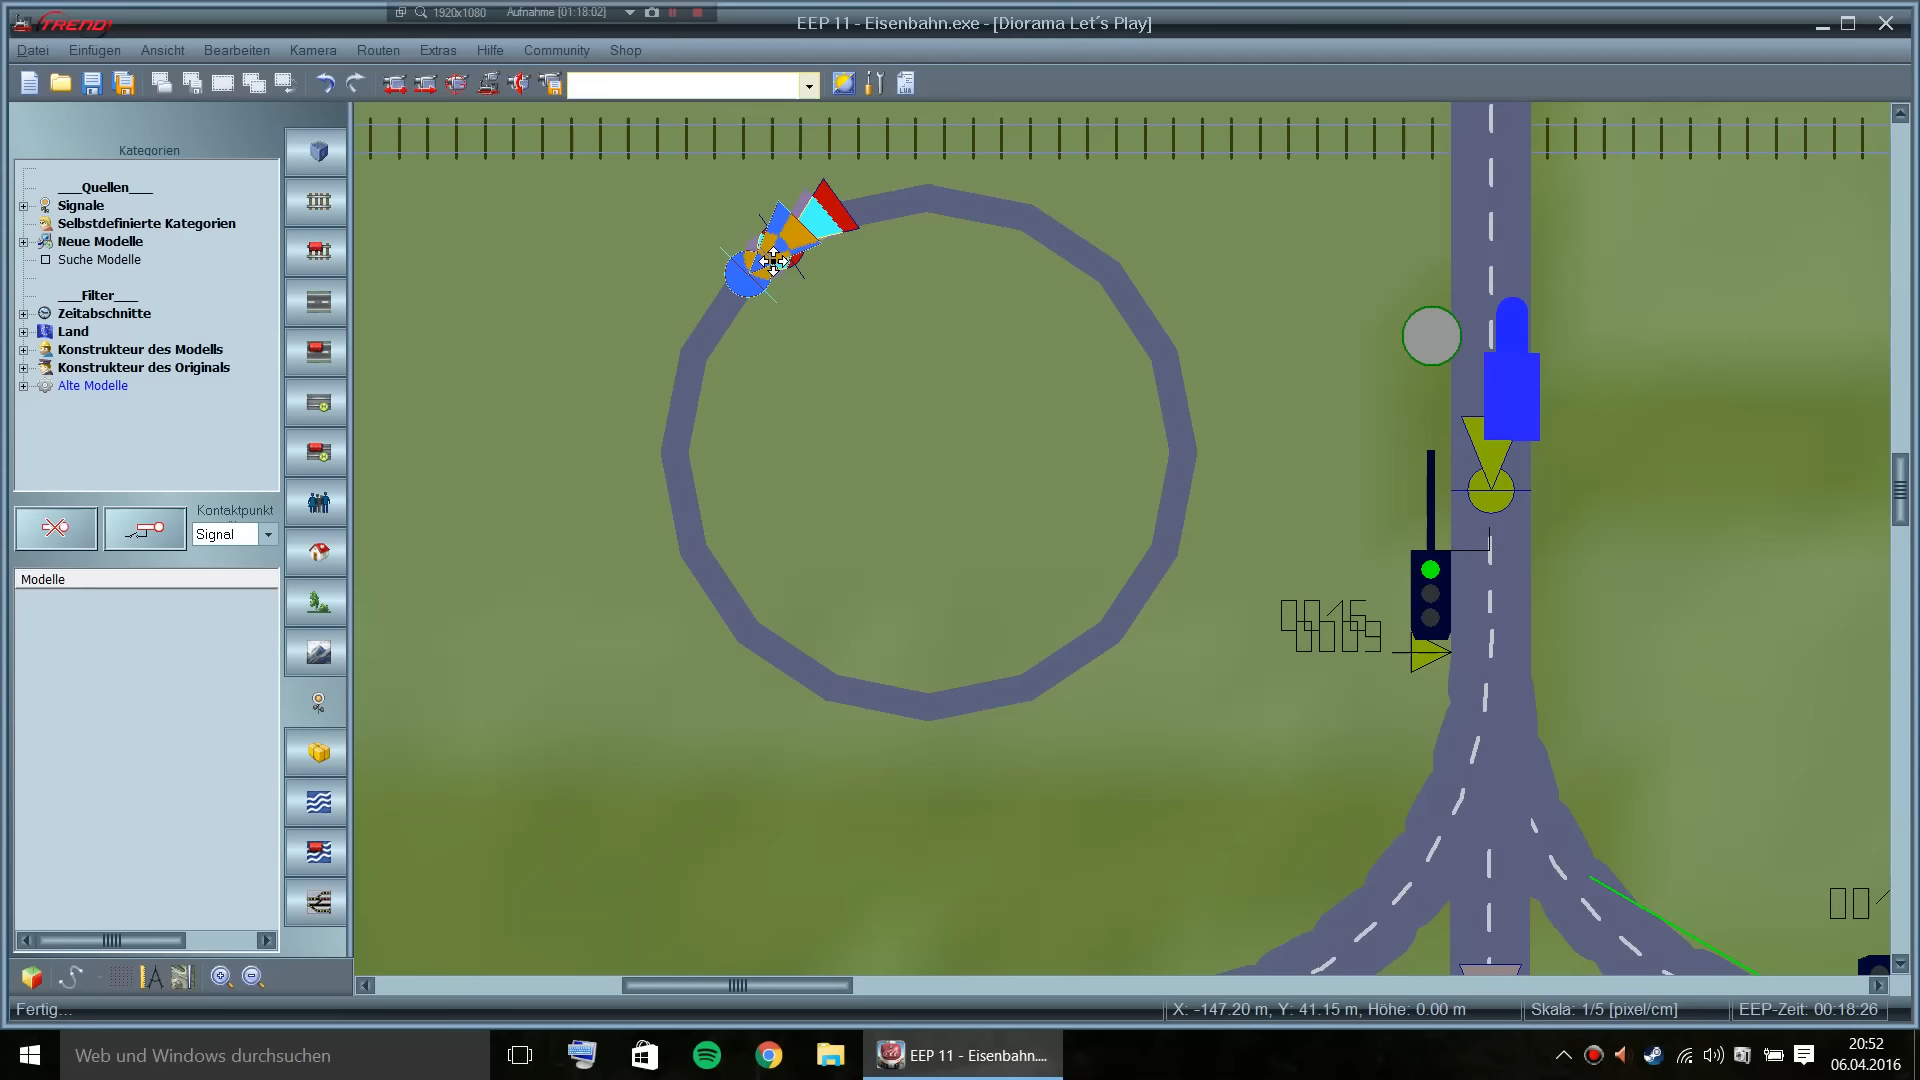 1920x1080
Aufnahme (01:18:02)
TREND
EEP 11 - Eisenbahn.exe - [Diorama Let´s Play]
Datei Einfügen Ansicht Bearbeiten Kamera Routen Extras Hilfe Community Shop
LUA
Kategorien
___Quellen___
Signale
Selbstdefinierte Kategorien
Neue Modelle
Suche Modelle
___Filter___
Zeitabschnitte
Land
Konstrukteur des Modells
Konstrukteur des Originals
Alte Modelle
Kontaktpunkt
Signal
Modelle
Fertig...
X: -147.20 m, Y: 41.15 m, Höhe: 0.00 m
Skala: 1/5 [pixel/cm]
EEP-Zeit: 00:18:26
Web und Windows durchsuchen
EEP 11 - Eisenbahn....
20:52
06.04.2016